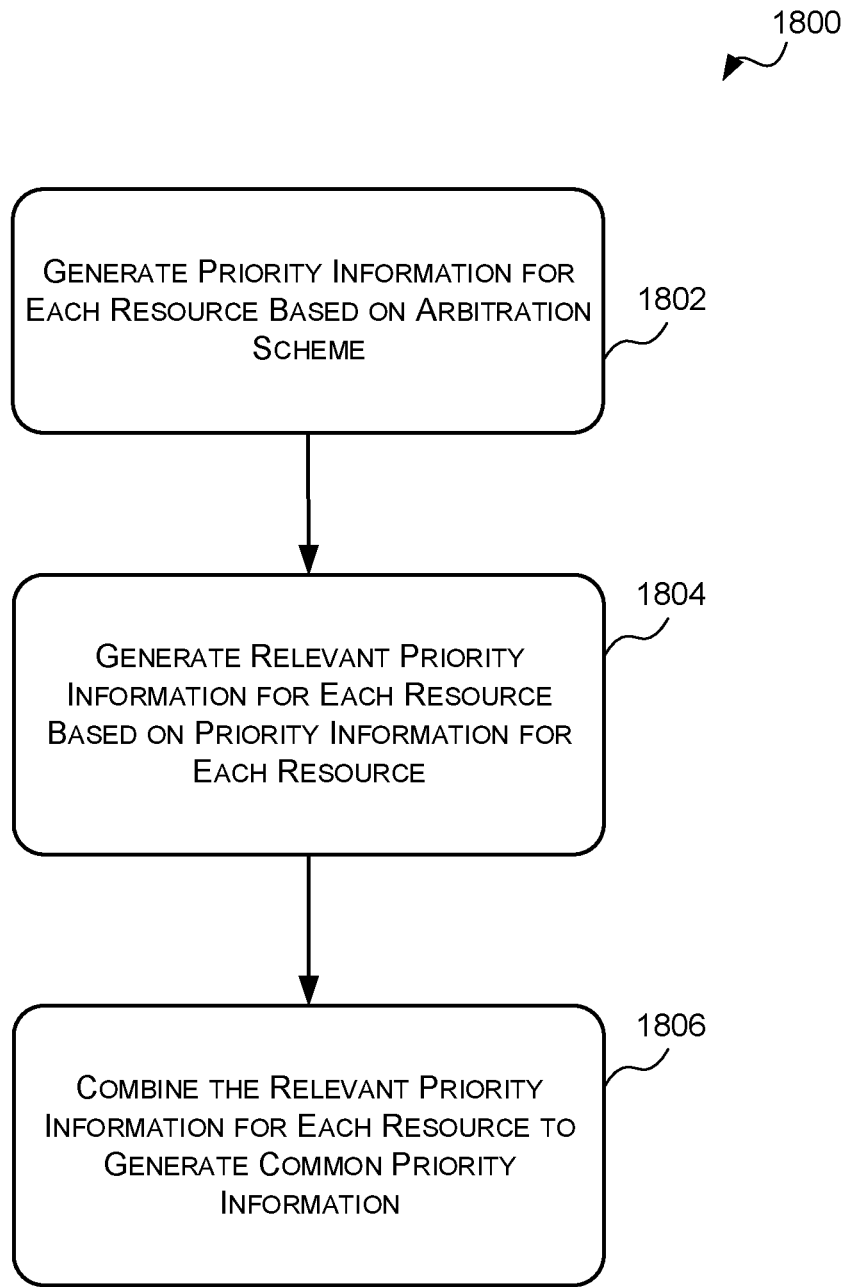 1800
GENERATE PRIORITY INFORMATION FOR
EACH RESOURCE BASED ON ARBITRATION
SCHEME
1802
1804
GENERATE RELEVANT PRIORITY
INFORMATION FOR EACH RESOURCE
BASED ON PRIORITY INFORMATION FOR
EACH RESOURCE
1806
COMBINE THE RELEVANT PRIORITY
INFORMATION FOR EACH RESOURCE TO
GENERATE COMMON PRIORITY
INFORMATION